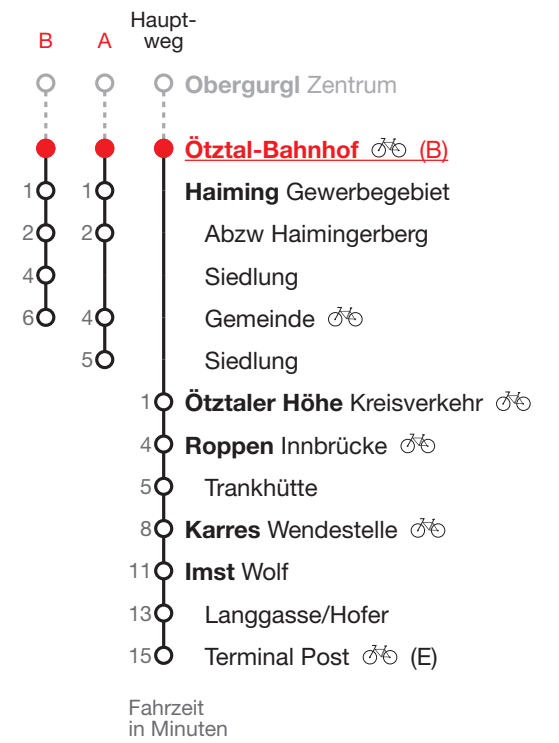 Haupt-
B A weg
Obergurgl Zentrum
Ötztal-Bahnhof (B)
1 1 Haiming Gewerbegebiet
2 2 Abzw Haimingerberg
4 Siedlung
6 4 Gemeinde
5 Siedlung
1 Ötztaler Höhe Kreisverkehr
4 Roppen Innbrücke
5 Trankhütte
8 Karres Wendestelle
11 Imst Wolf
13 Langgasse/Hofer
15 Terminal Post (E)
Fahrzeit
in Minuten